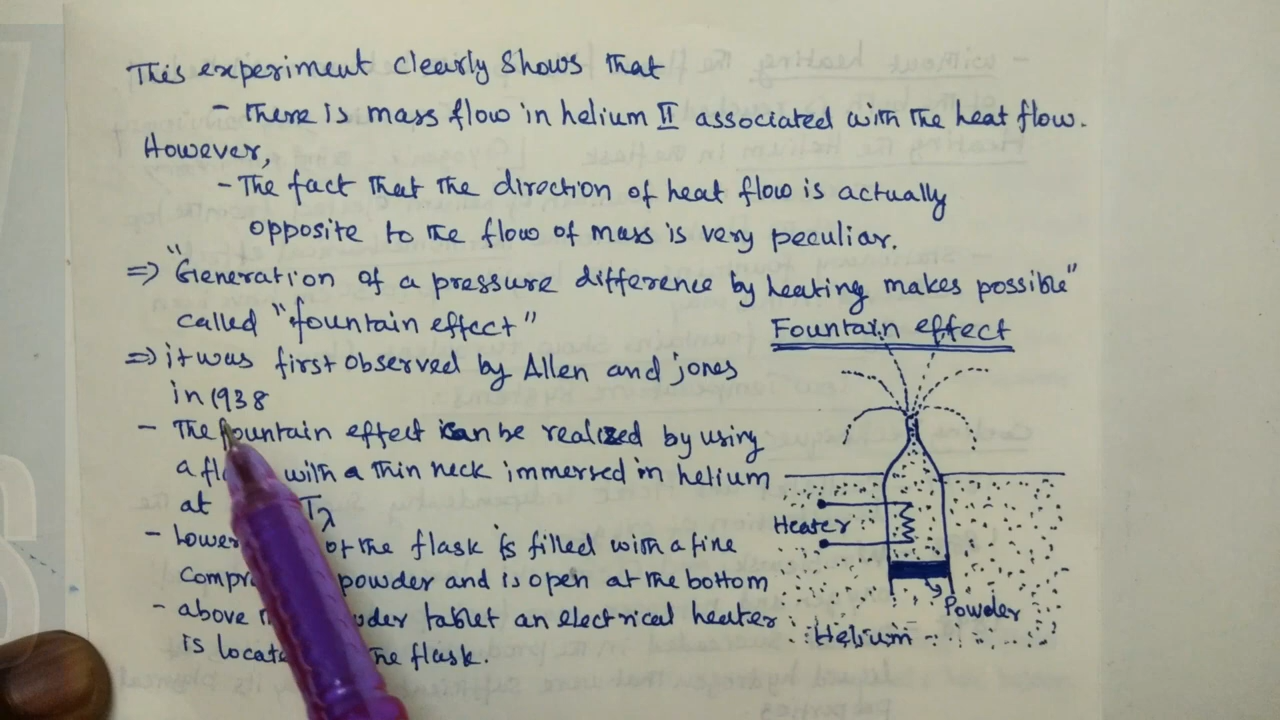 This experiment clearly shows that
- There is mass flow in helium II associated with the heat flow.
However,
- The fact that the direction of heat flow is actually
opposite to the flow of mass is very peculiar.
⇒ "Generation of a pressure difference by heating makes possible"
called "fountain effect"
⇒ it was first observed by Allen and jones
in 1938
- The fountain effect can be realized by using
a with a thin neck immersed in helium
at Tλ
- Lower the flask is filled with a fine
powder and is open at the bottom
- above tablet an electrical heater
is the flask.
Fountain effect
Heater
Powder
Helium